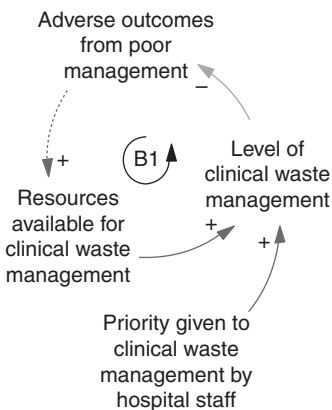 Adverse outcomes
from poor
management
−
+
B1
Level of
clinical waste
management
Resources
available for
clinical waste
management
+
+
Priority given to
clinical waste
management by
hospital staff